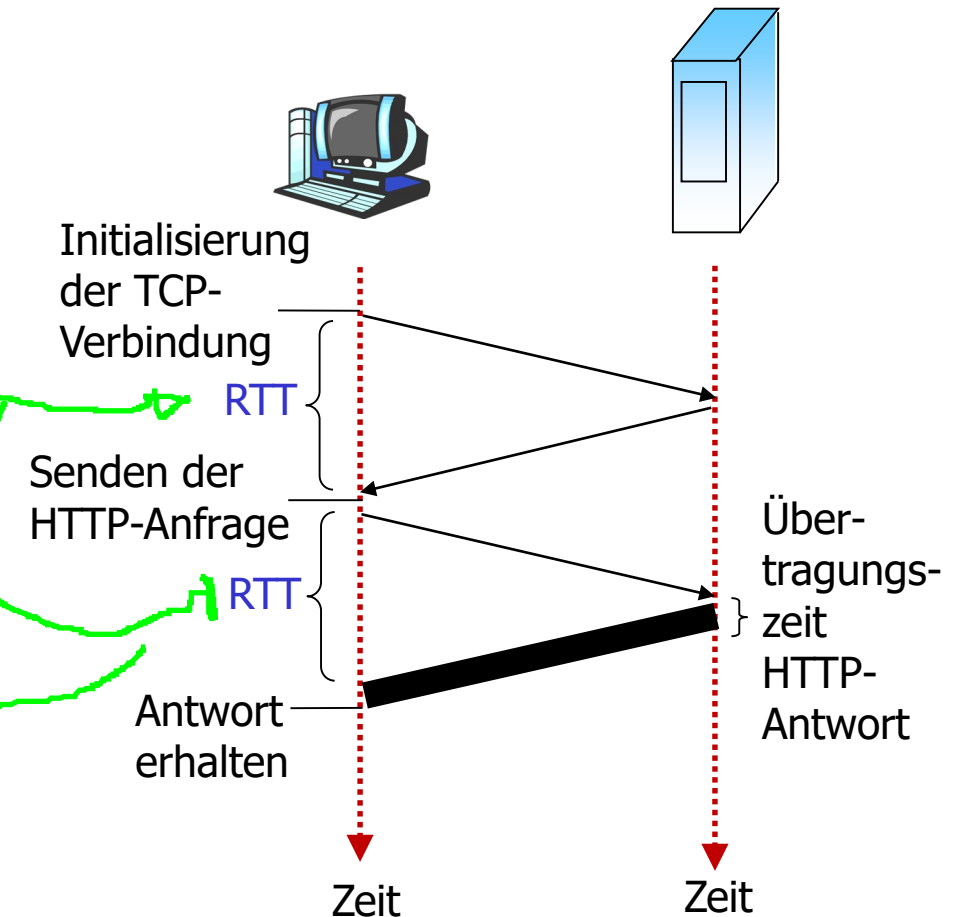 Initialisierung
der TCP-
Verbindung
RTT
Senden der
HTTP-Anfrage
RTT
Über-
tragungs-
zeit
HTTP-
Antwort
Antwort
erhalten
Zeit
Zeit